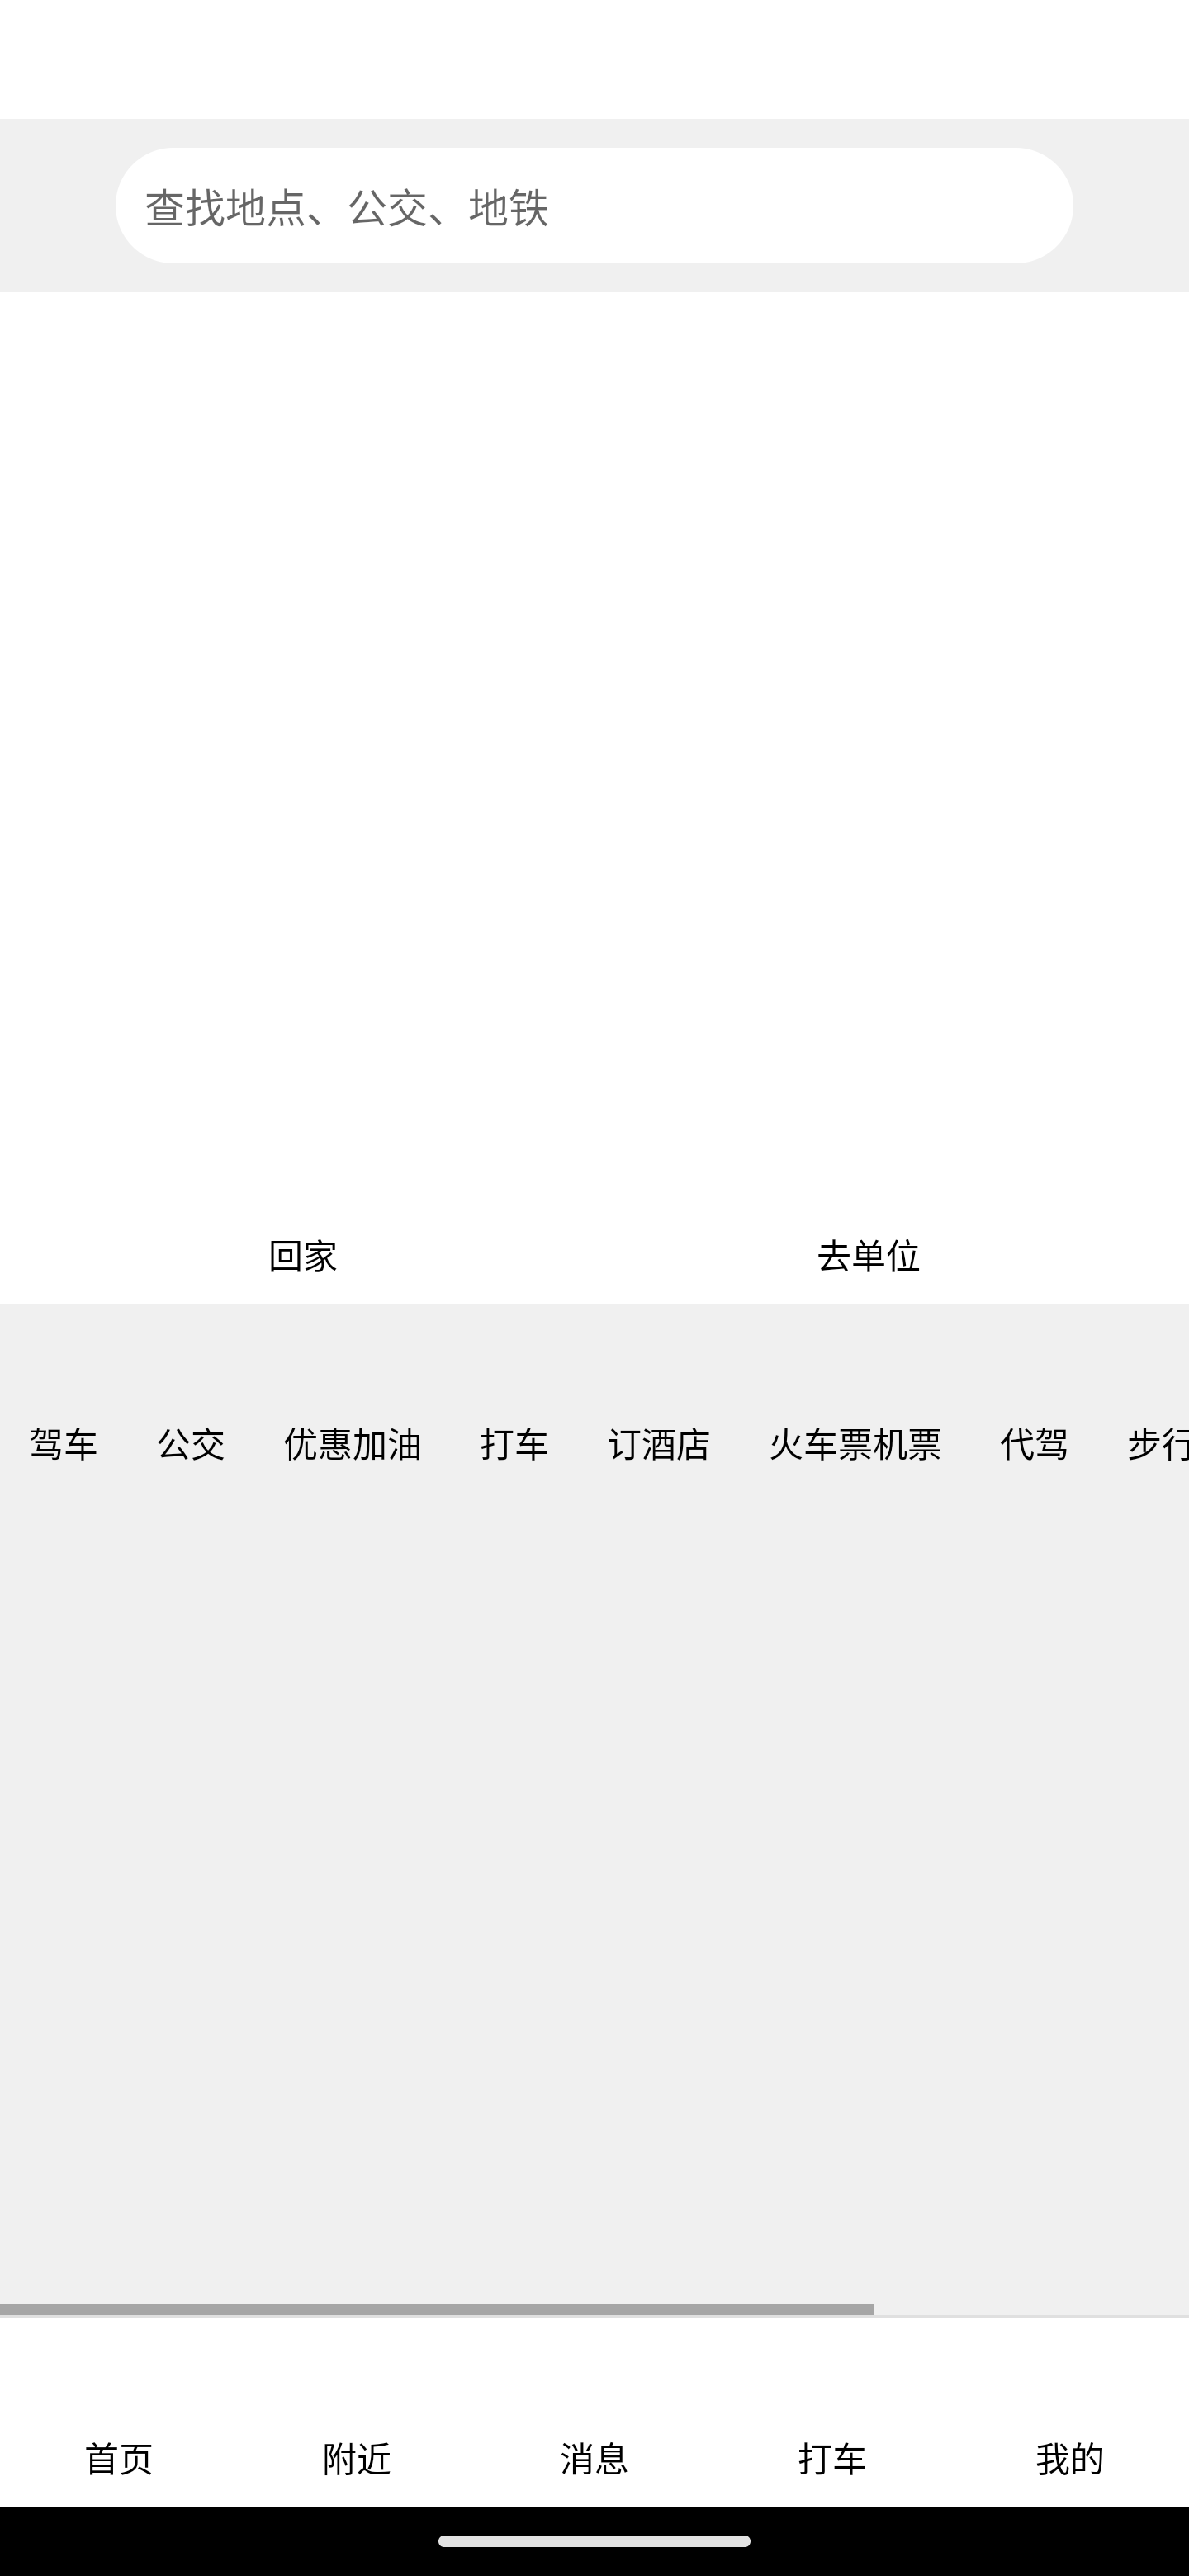 查找地点、公交、地铁
回家 去单位
驾车 公交 优惠加油 打车 订酒店 火车票机票 代驾 步行
首页 附近 消息 打车 我的